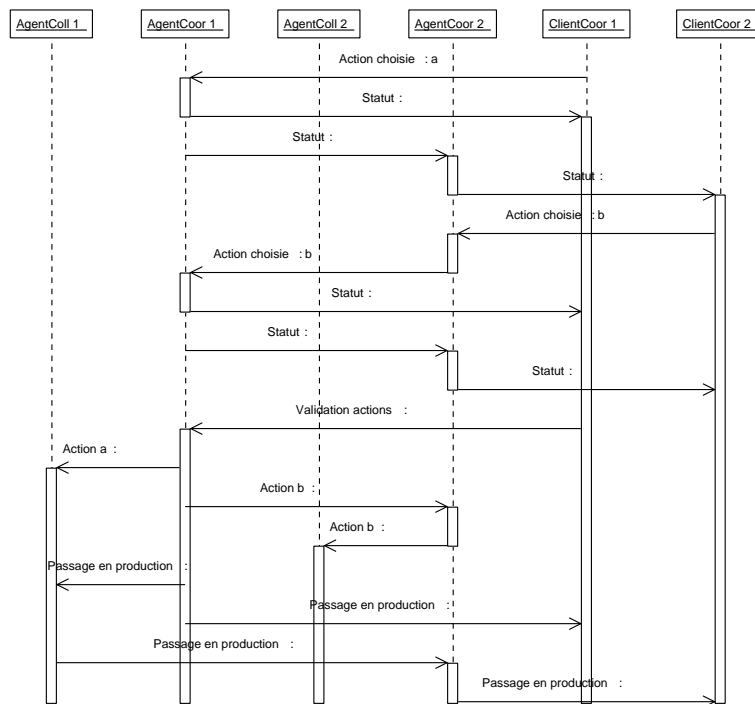 AgentColl 1
AgentCoor 1
AgentColl 2
AgentCoor 2
ClientCoor 1
ClientCoor 2
Action choisie : a
Statut :
Statut :
Statut :
Action choisie : b
Action choisie : b
Statut :
Statut :
Statut :
Validation actions :
Action a :
Action b :
Action b :
Passage en production :
Passage en production :
Passage en production :
Passage en production :